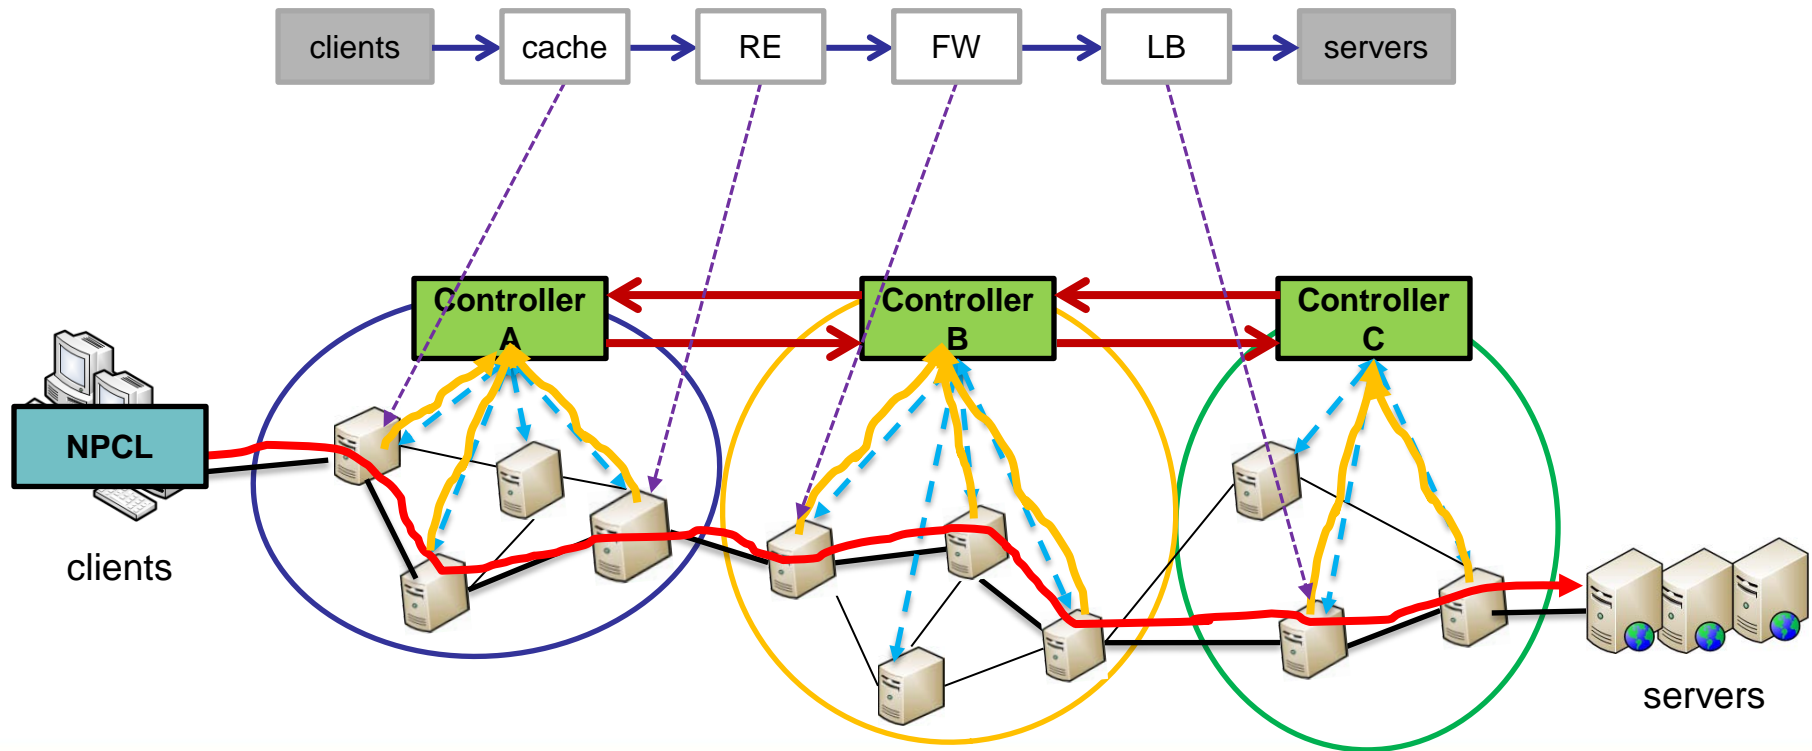 clients
cache
RE
FW
LB
servers
Controller
A
Controller
B
Controller
C
NPCL
clients
servers